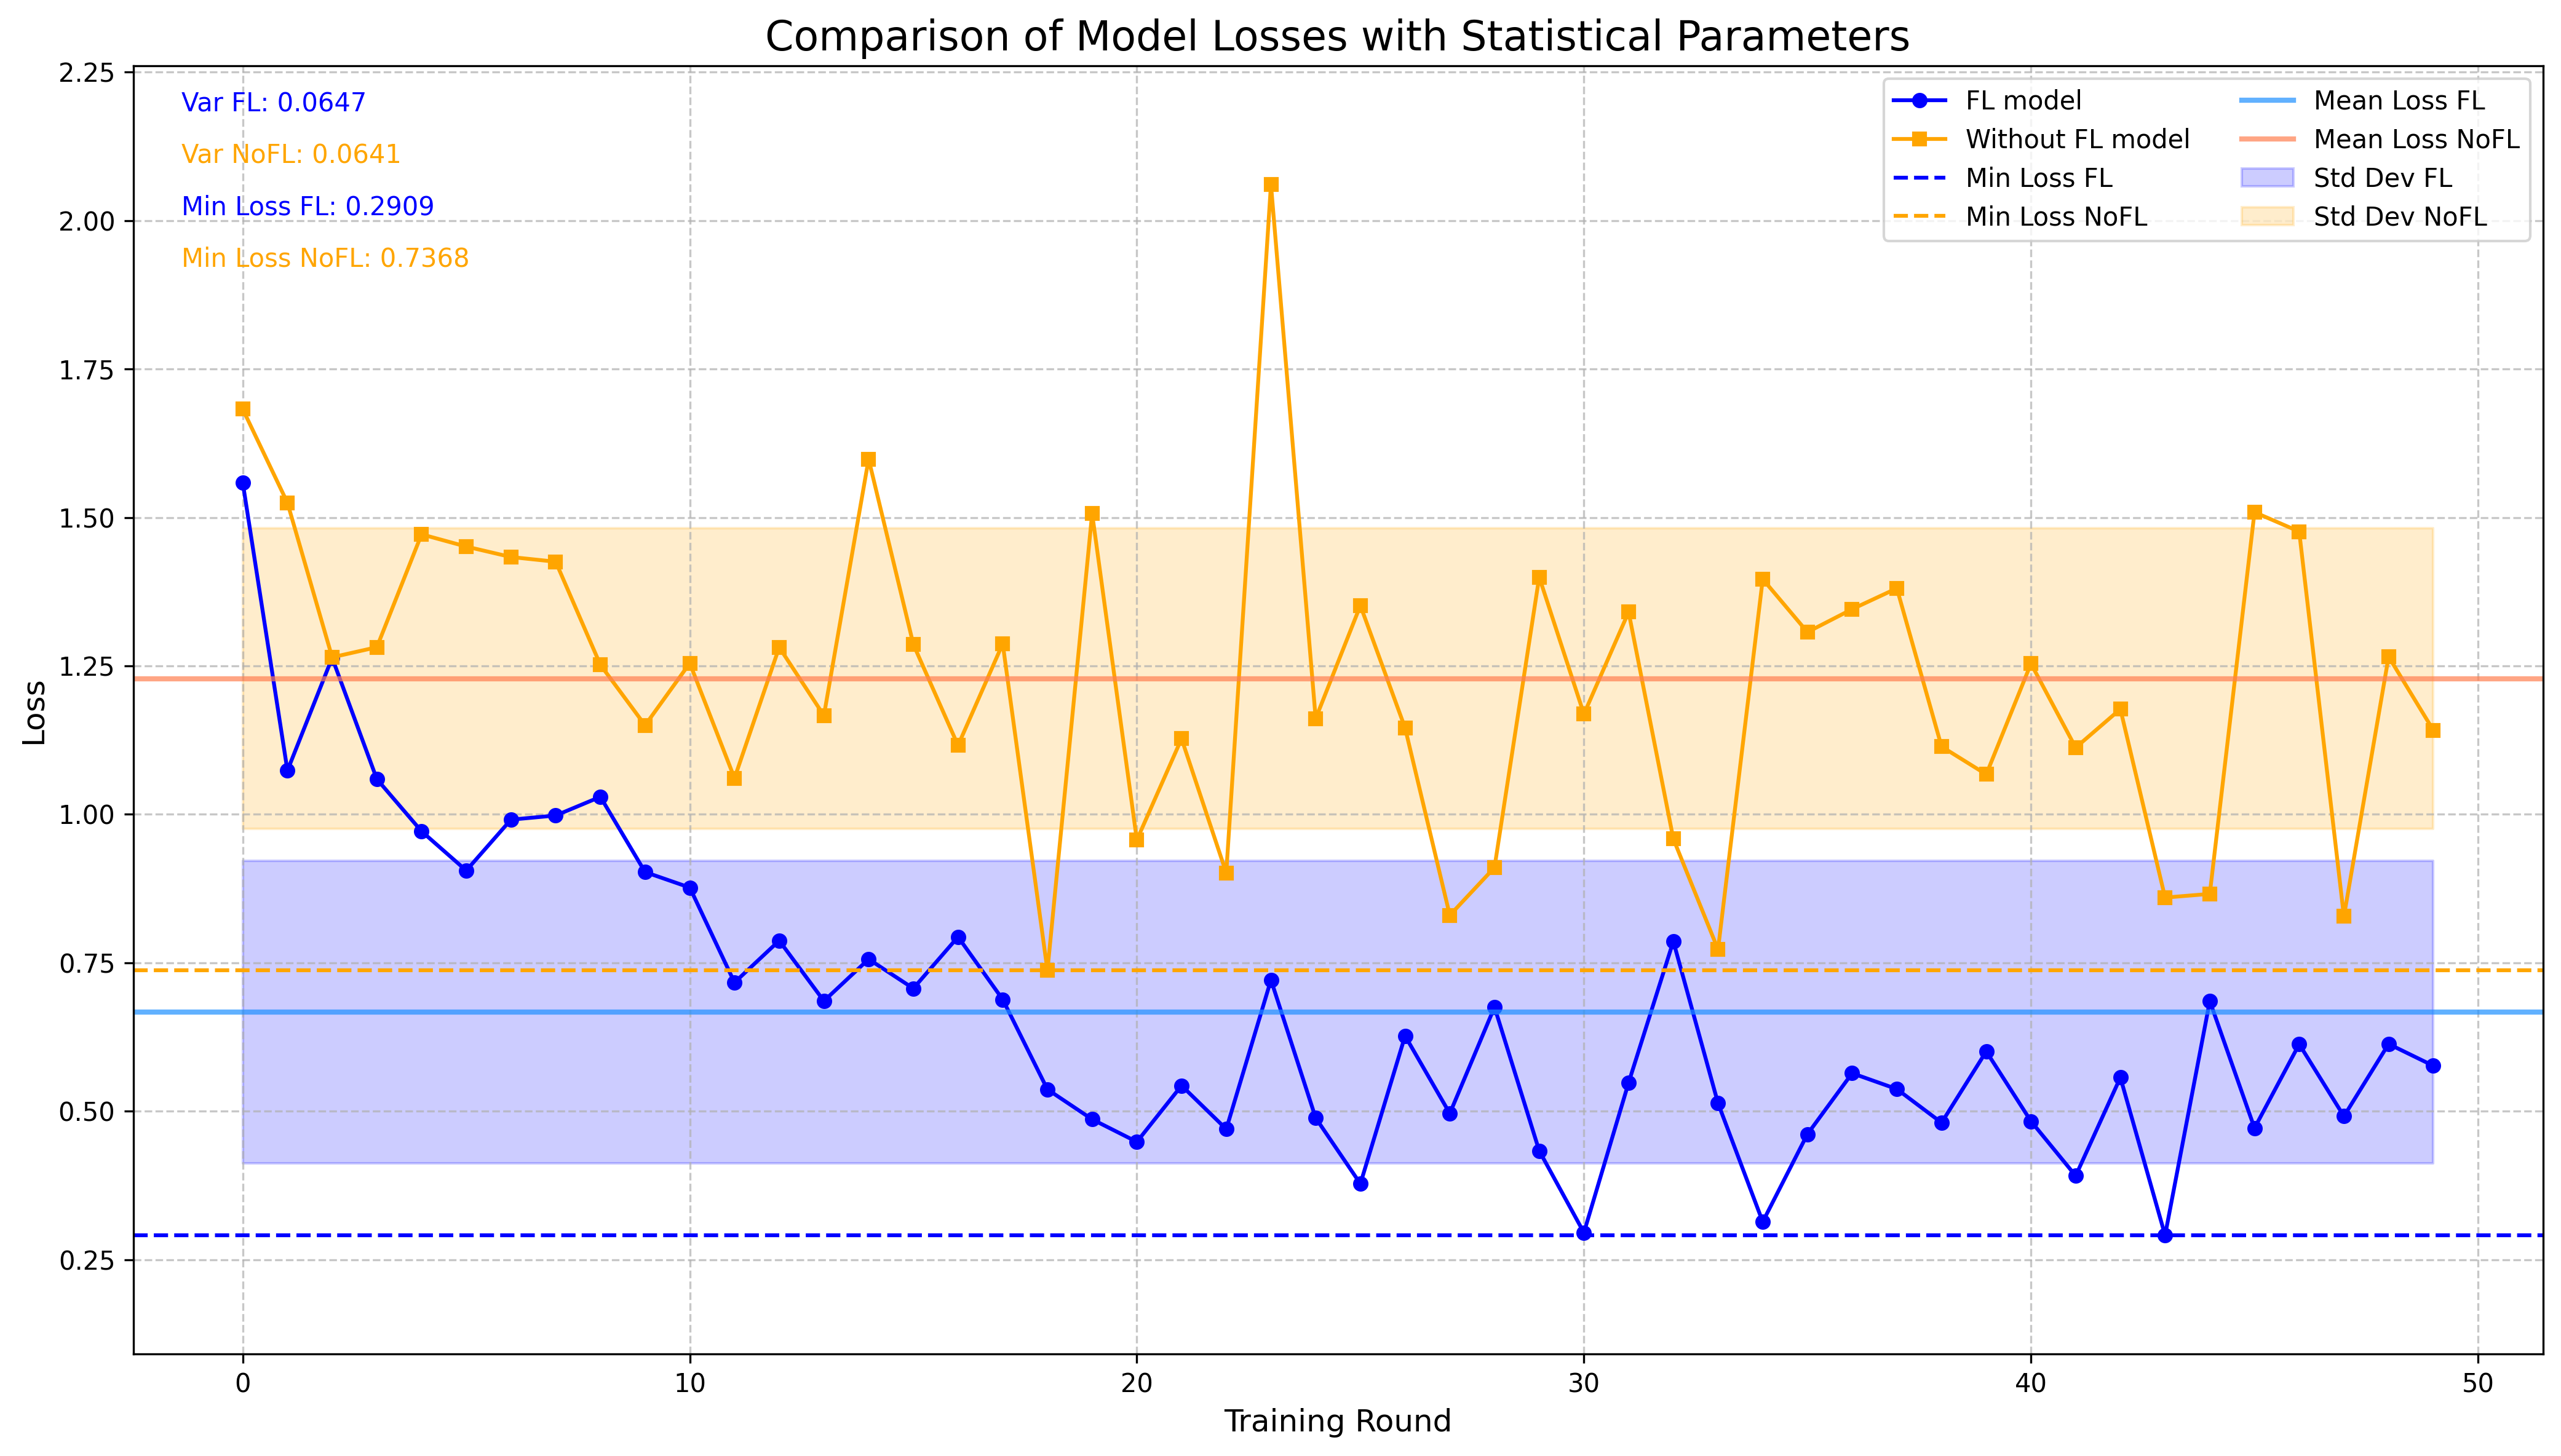 Comparison of Model Losses with Statistical Parameters
Var FL: 0.0647
Var NoFL: 0.0641
Min Loss FL: 0.2909
Min Loss NoFL: 0.7368
FL model
Without FL model
Min Loss FL
Min Loss NoFL
Mean Loss FL
Mean Loss NoFL
Std Dev FL
Std Dev NoFL
Loss
2.25
2.00
1.75
1.50
1.25
1.00
0.75
0.50
0.25
0 10 20 30 40 50
Training Round